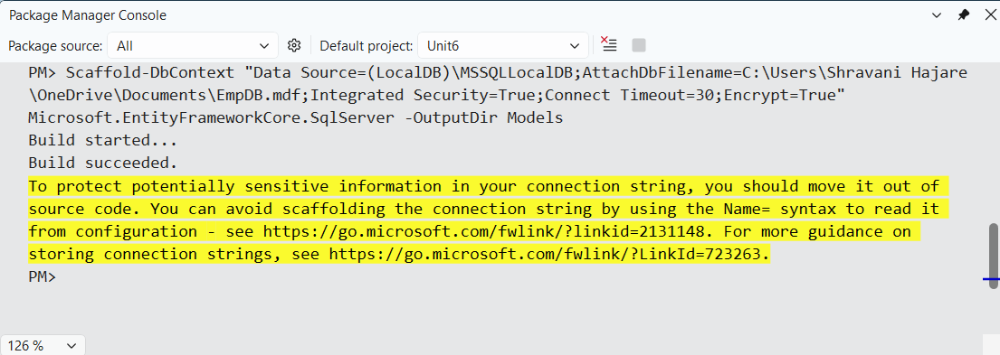 Package Manager Console
Package source: All Default project: Unit6
PM> Scaffold-DbContext "Data Source=(LocalDB)\MSSQLLocalDB;AttachDbFilename=C:\Users\Shravani Hajare
\OneDrive\Documents\EmpDB.mdf;Integrated Security=True;Connect Timeout=30;Encrypt=True"
Microsoft.EntityFrameworkCore.SqlServer -OutputDir Models
Build started...
Build succeeded.
To protect potentially sensitive information in your connection string, you should move it out of
source code. You can avoid scaffolding the connection string by using the Name= syntax to read it
from configuration - see https://go.microsoft.com/fwlink/?linkid=2131148. For more guidance on
storing connection strings, see https://go.microsoft.com/fwlink/?LinkId=723263.
PM>
126 %